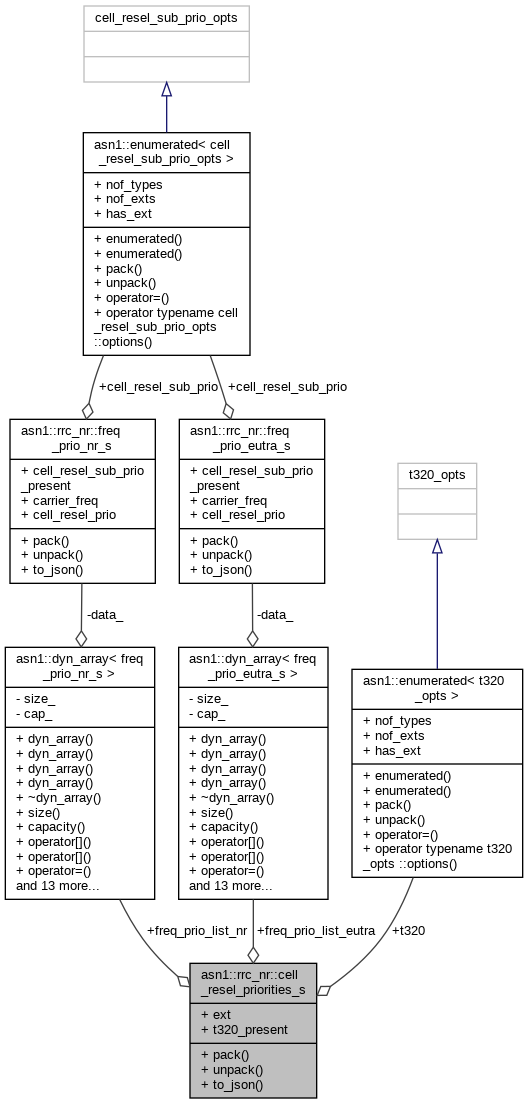 cell_resel_sub_prio_opts
asn1::enumerated< cell
_resel_sub_prio_opts >
+ nof_types
+ nof_exts
+ has_ext
+ enumerated()
+ enumerated()
+ pack()
+ unpack()
+ operator=()
+ operator typename cell
_resel_sub_prio_opts
::options()
+cell_resel_sub_prio
+cell_resel_sub_prio
asn1::rrc_nr::freq
_prio_nr_s
+ cell_resel_sub_prio
_present
+ carrier_freq
+ cell_resel_prio
+ pack()
+ unpack()
+ to_json()
asn1::rrc_nr::freq
_prio_eutra_s
+ cell_resel_sub_prio
_present
+ carrier_freq
+ cell_resel_prio
+ pack()
+ unpack()
+ to_json()
t320_opts
-data_
-data_
asn1::dyn_array< freq
_prio_nr_s >
- size_
- cap_
+ dyn_array()
+ dyn_array()
+ dyn_array()
+ dyn_array()
+ ~dyn_array()
+ size()
+ capacity()
+ operator[]()
+ operator[]()
+ operator=()
and 13 more...
asn1::dyn_array< freq
_prio_eutra_s >
- size_
- cap_
+ dyn_array()
+ dyn_array()
+ dyn_array()
+ dyn_array()
+ ~dyn_array()
+ size()
+ capacity()
+ operator[]()
+ operator[]()
+ operator=()
and 13 more...
asn1::enumerated< t320
_opts >
+ nof_types
+ nof_exts
+ has_ext
+ enumerated()
+ enumerated()
+ pack()
+ unpack()
+ operator=()
+ operator typename t320
_opts ::options()
+freq_prio_list_nr
+freq_prio_list_eutra
+t320
asn1::rrc_nr::cell
_resel_priorities_s
+ ext
+ t320_present
+ pack()
+ unpack()
+ to_json()